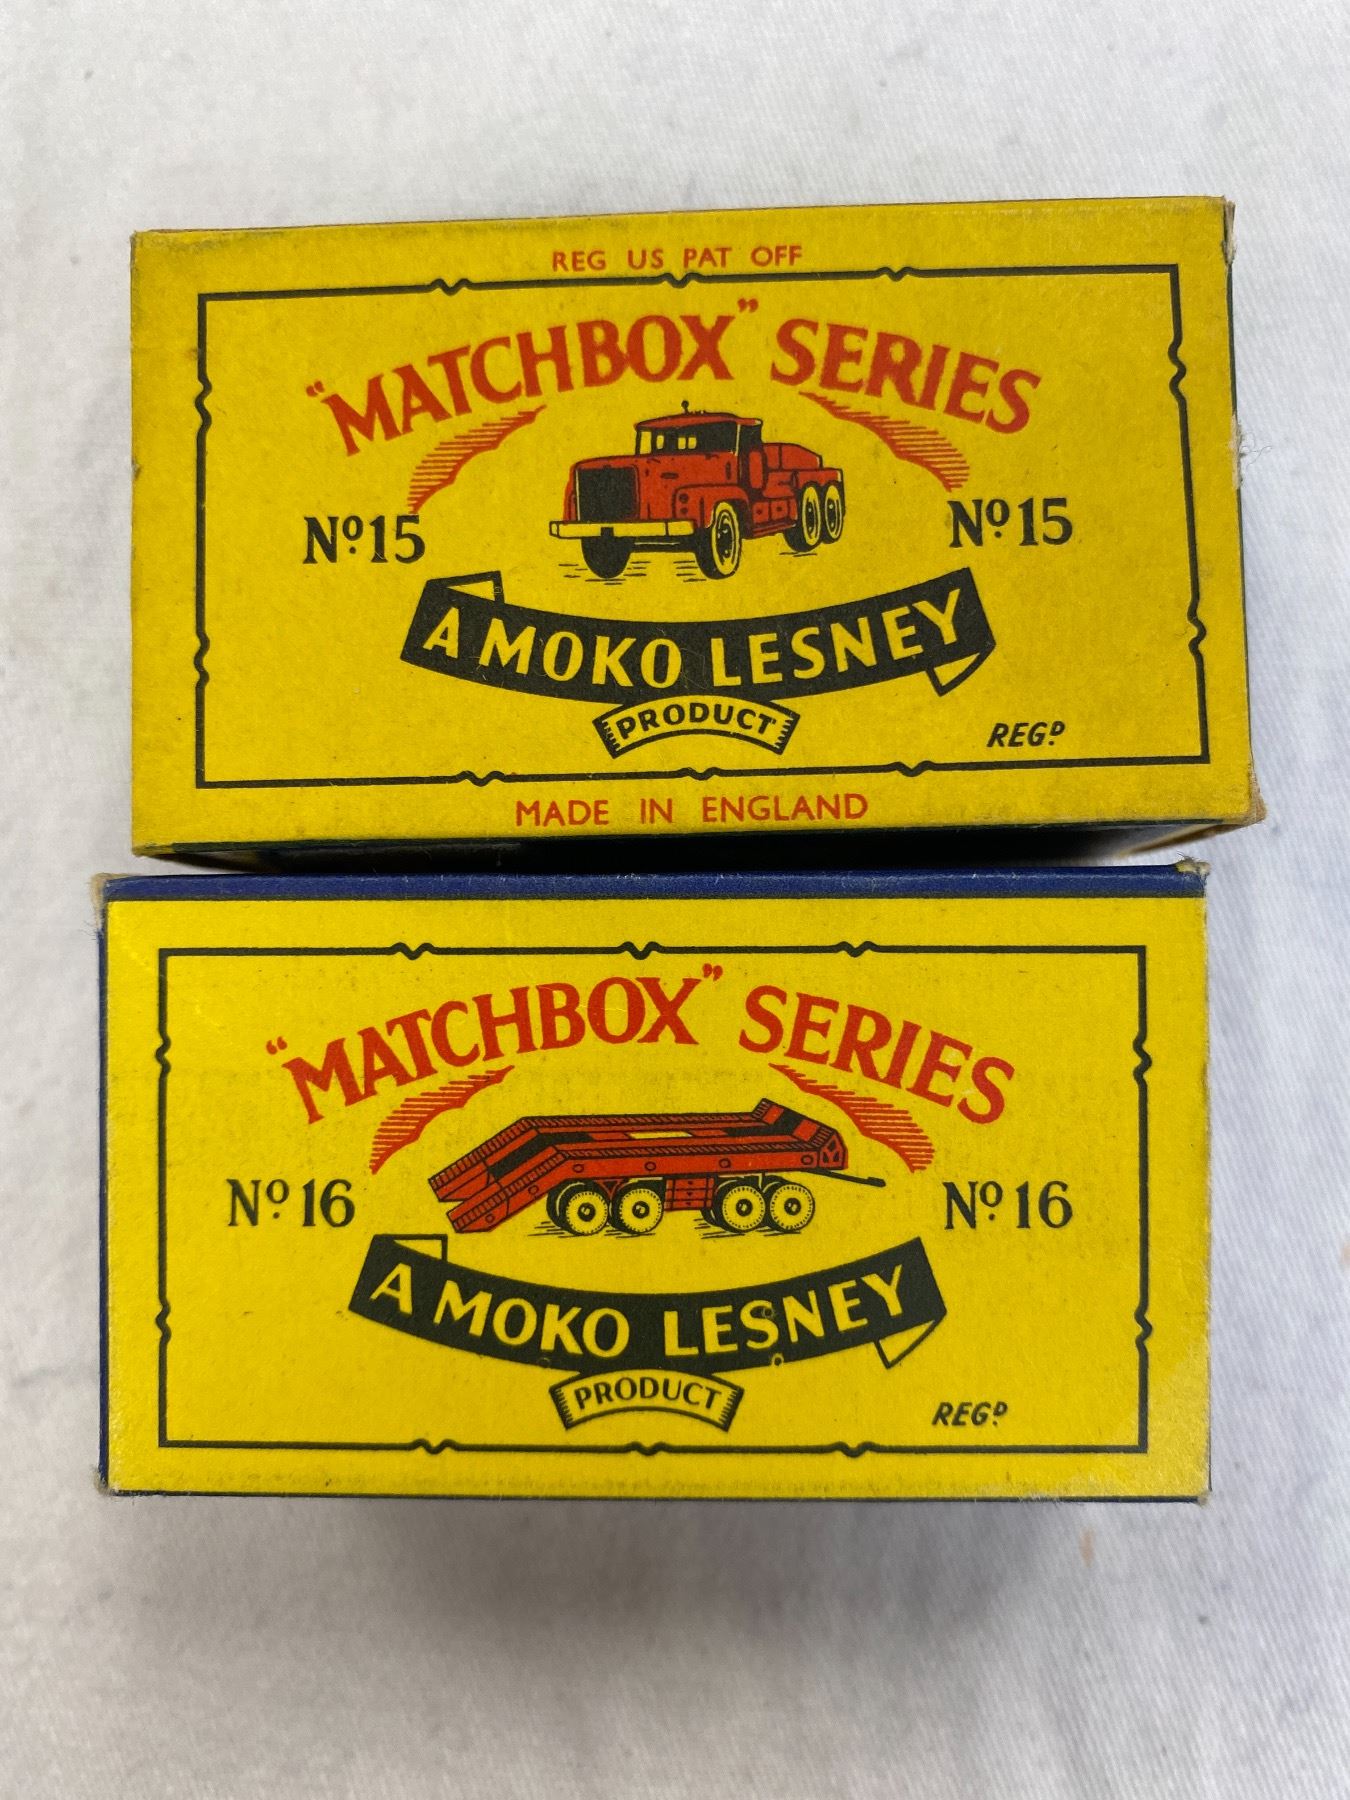 REG US PAT OFF
"MATCHBOX" SERIES
Nº15 Nº15
A MOKO LESNEY
PRODUCT
REGD
MADE IN ENGLAND
"MATCHBOX" SERIES
Nº16 Nº16
A MOKO LESNEY
PRODUCT
REGD